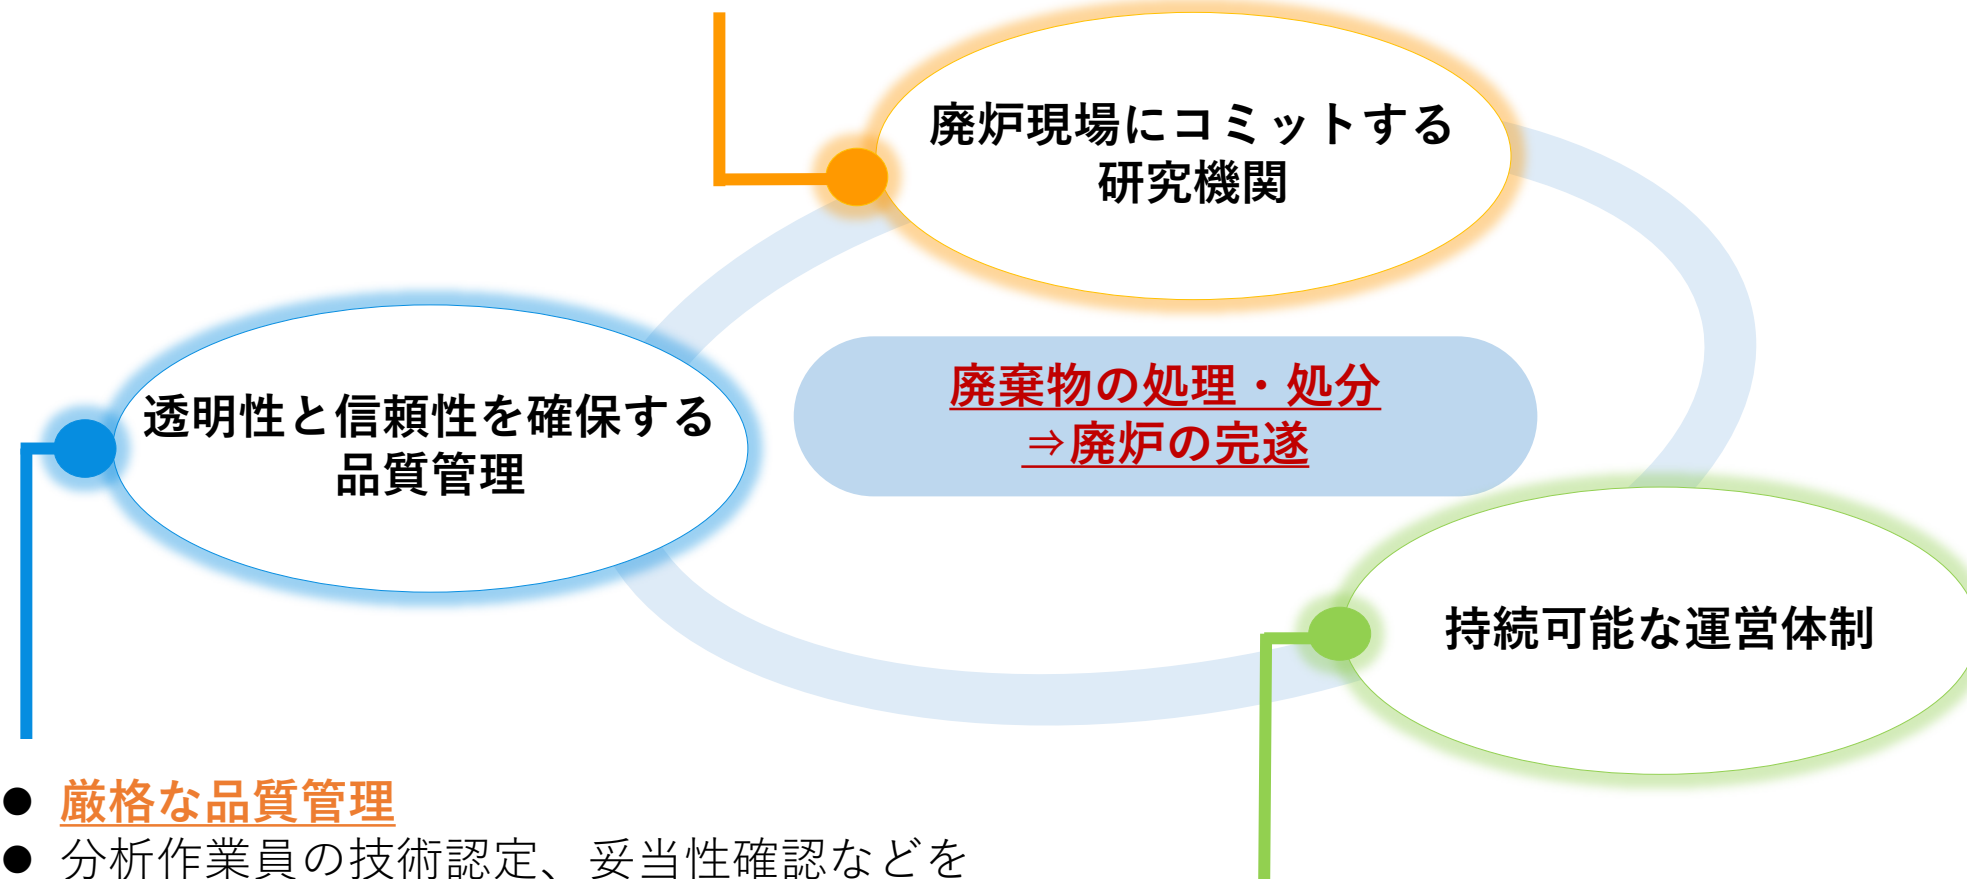 廃炉現場にコミットする
研究機関
廃棄物の処理・処分
⇒廃炉の完遂
透明性と信頼性を確保する
品質管理
持続可能な運営体制
● 厳格な品質管理
● 分析作業員の技術認定、妥当性確認などを